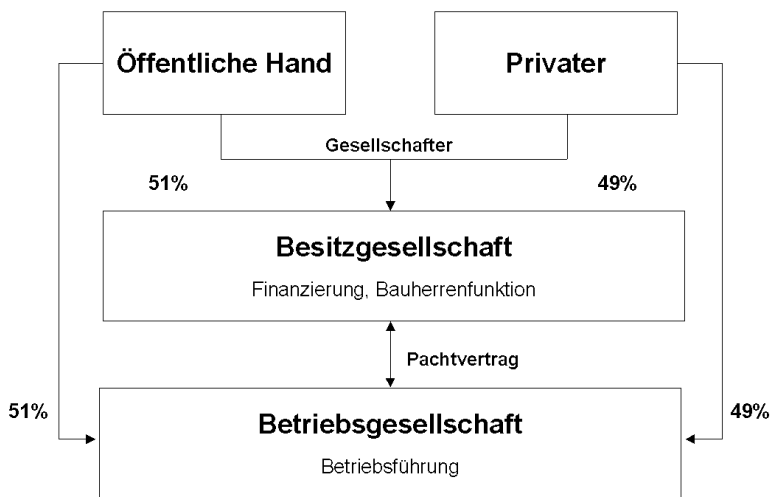 Öffentliche Hand
Privater
Gesellschafter
51%
49%
Besitzgesellschaft
Finanzierung, Bauherrenfunktion
Pachtvertrag
51%
49%
Betriebsgesellschaft
Betriebsführung